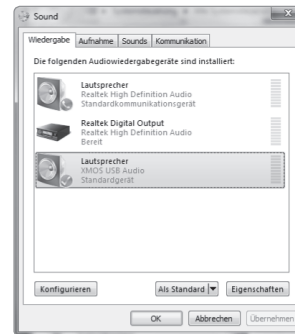 Sound
Wiedergabe Aufnahme Sounds Kommunikation
Die folgenden Audiowiedergabegeräte sind installiert:
Lautsprecher
Realtek High Definition Audio
Standardkommunikationsgerät
Realtek Digital Output
Realtek High Definition Audio
Bereit
Lautsprecher
XMOS USB Audio
Standardgerät
Konfigurieren Als Standard Eigenschaften
OK Abbrechen Übernehmen